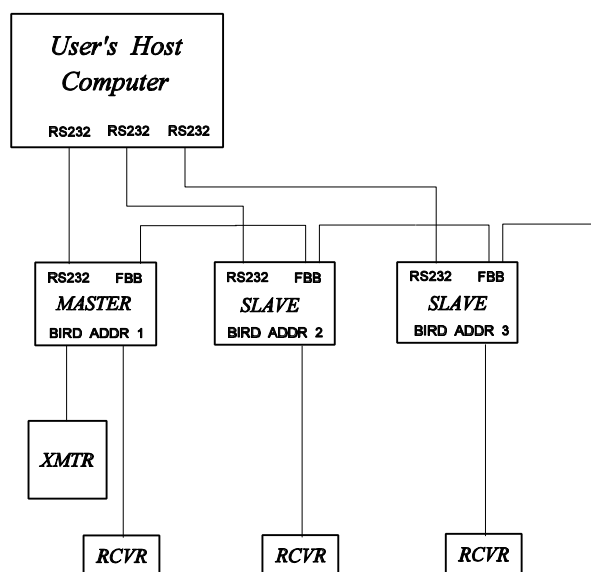 User's Host
Computer
RS232 RS232 RS232
RS232 FBB
MASTER
BIRD ADDR 1
RS232 FBB
SLAVE
BIRD ADDR 2
RS232 FBB
SLAVE
BIRD ADDR 3
XMTR
RCVR
RCVR
RCVR